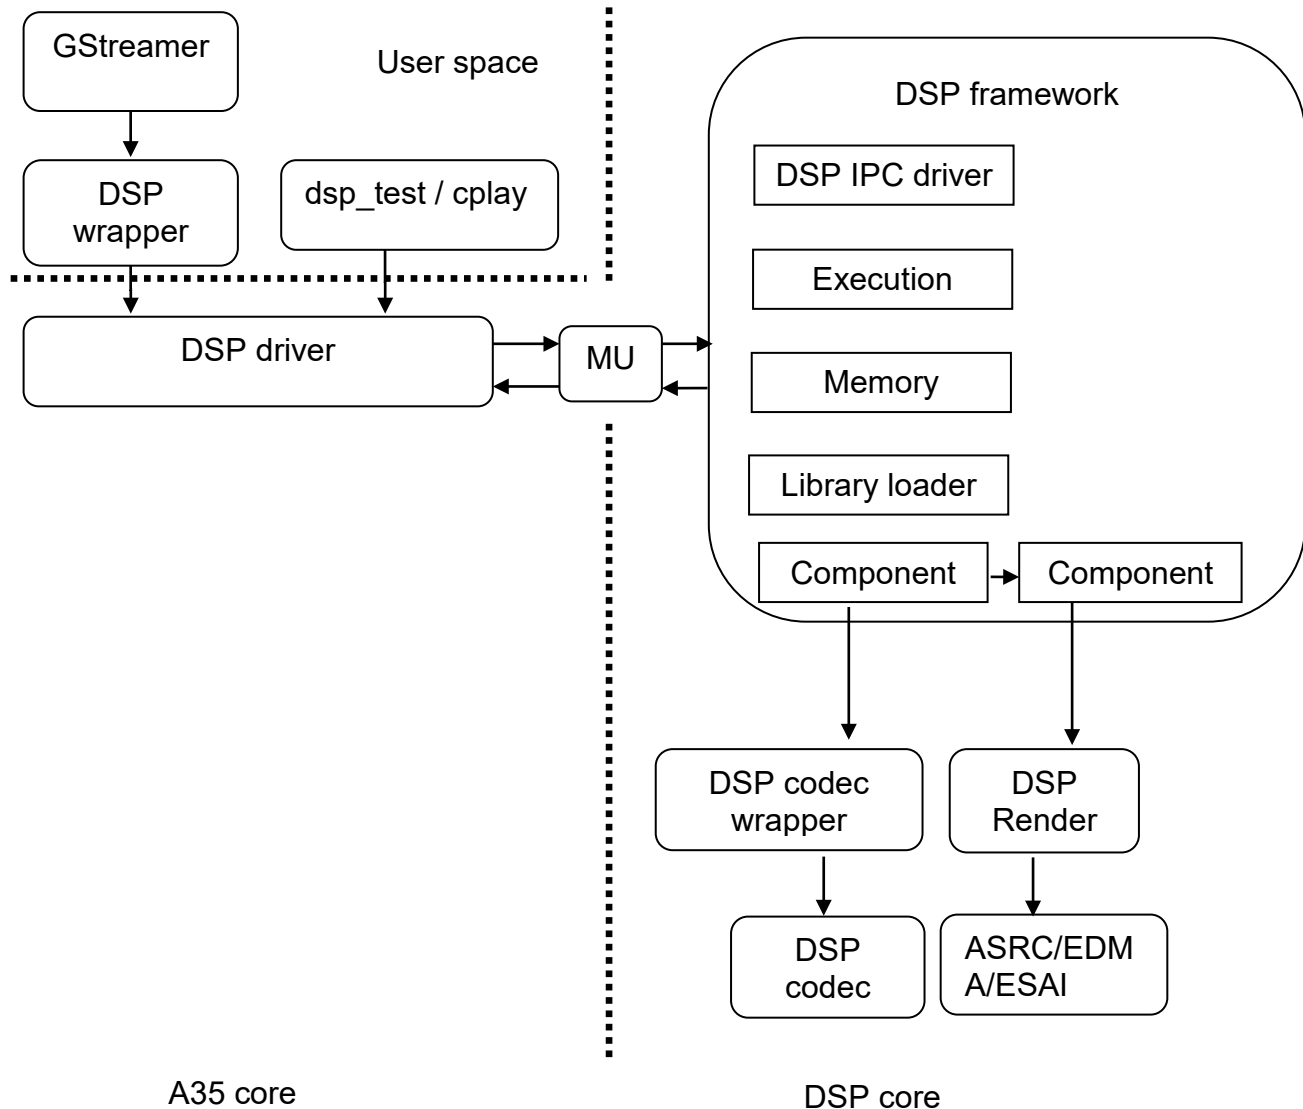 GStreamer
User space
DSP framework
DSP
wrapper
dsp_test / cplay
DSP IPC driver
Execution
DSP driver
MU
Memory
Library loader
Component
Component
DSP codec
wrapper
DSP
Render
DSP
codec
ASRC/EDM
A/ESAI
A35 core
DSP core